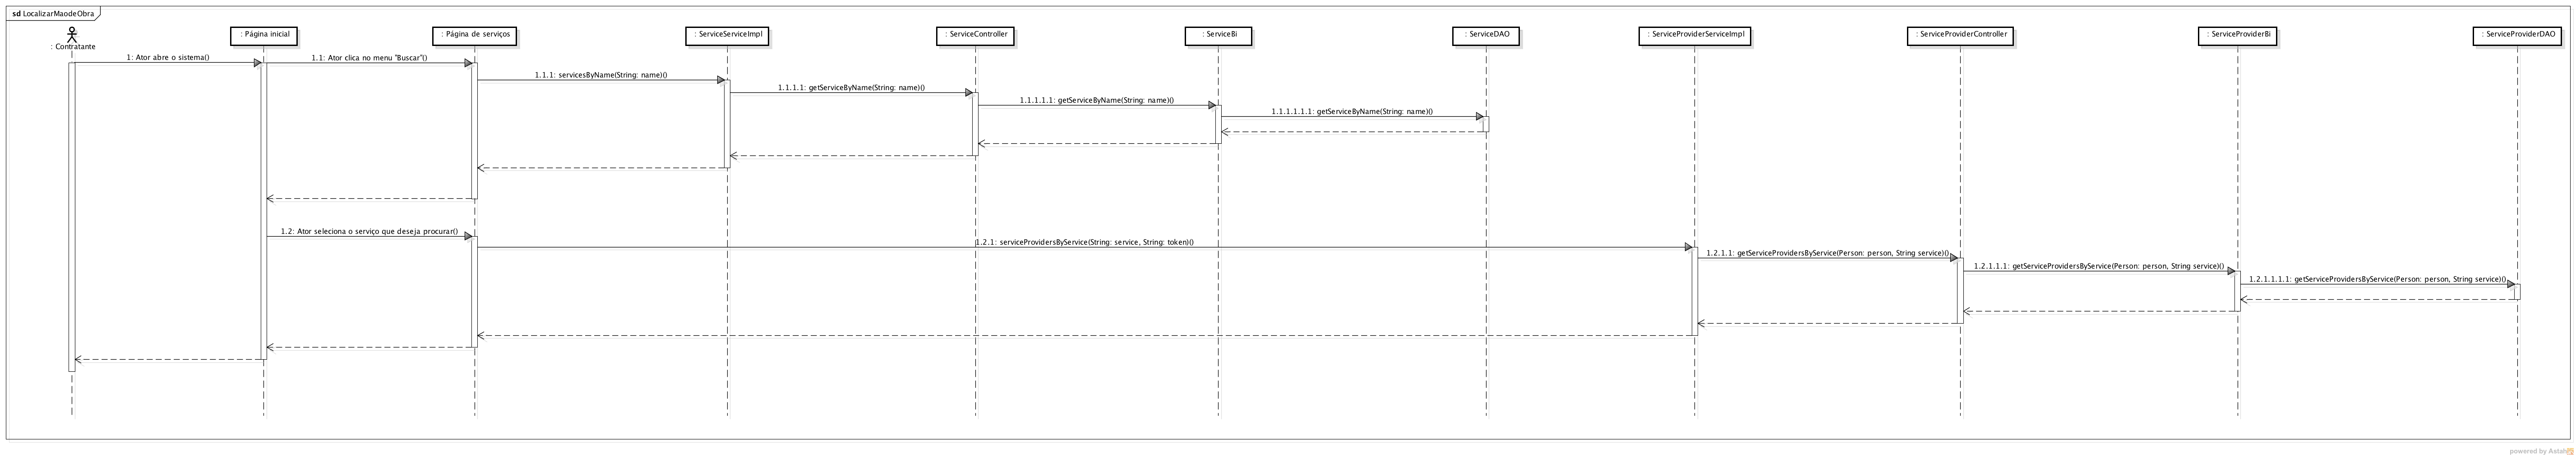 sd LocalizarMaodeObra
: Contratante
: Página inicial
: Página de serviços
: ServiceServiceImpl
: ServiceController
: ServiceBi
: ServiceDAO
: ServiceProviderServiceImpl
: ServiceProviderController
: ServiceProviderBi
: ServiceProviderDAO
1: Ator abre o sistema()
1.1: Ator clica no menu "Buscar"()
1.1.1: servicesByName(String: name)()
1.1.1.1: getServiceByName(String: name)()
1.1.1.1.1: getServiceByName(String: name)()
1.1.1.1.1.1: getServiceByName(String: name)()
1.2: Ator seleciona o serviço que deseja procurar()
1.2.1: serviceProvidersByService(String: service, String: token)()
1.2.1.1: getServiceProvidersByService(Person: person, String service)()
1.2.1.1.1: getServiceProvidersByService(Person: person, String service)()
1.2.1.1.1.1: getServiceProvidersByService(Person: person, String service)()
powered by Astah